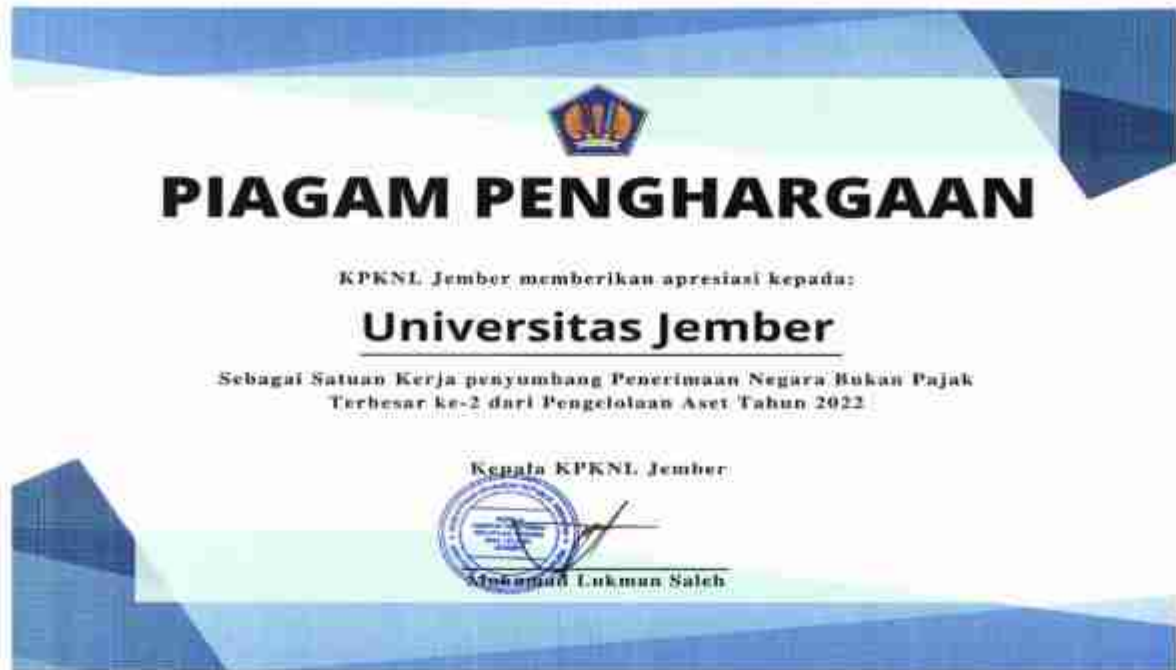 PIAGAM PENGHARGAAN
KPKNL Jember memberikan apresiasi kepada:
Universitas Jember
Sebagai Satuan Kerja penyumbang Penerimaan Negara Bukan Pajak
Terbesar ke-2 dari Pengelolaan Aset Tahun 2022
Kepala KPKNL Jember
Mohamad Lukman Saleh